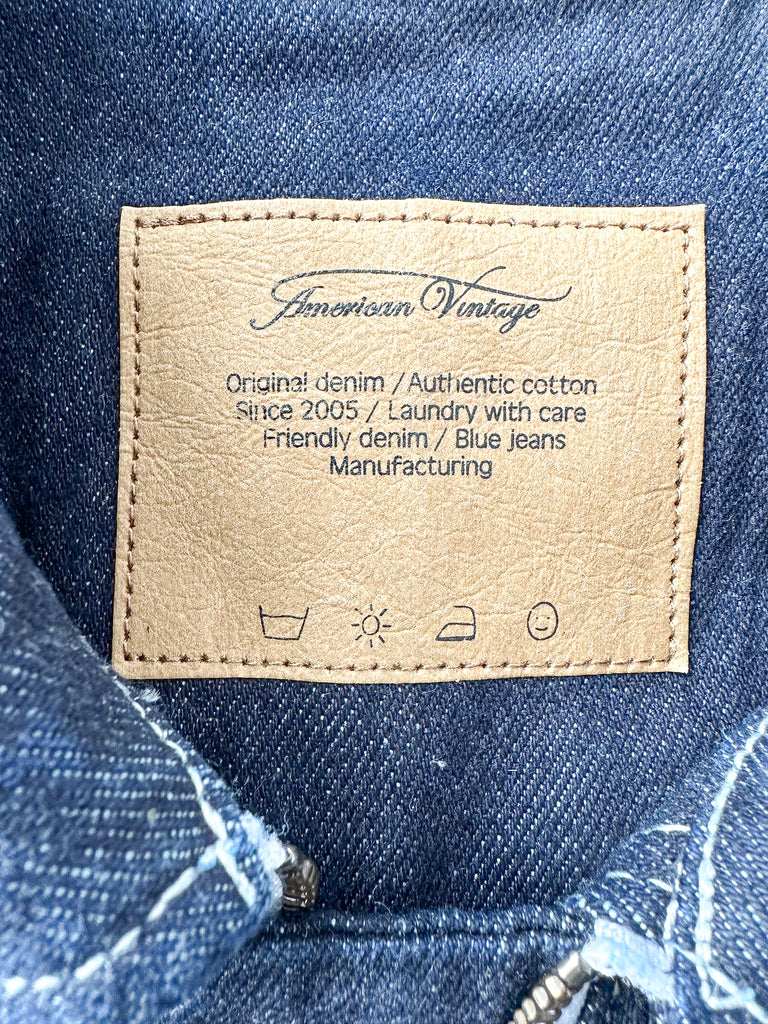 American Vintage
Original denim / Authentic cotton
Since 2005 / Laundry with care
Friendly denim / Blue jeans
Manufacturing